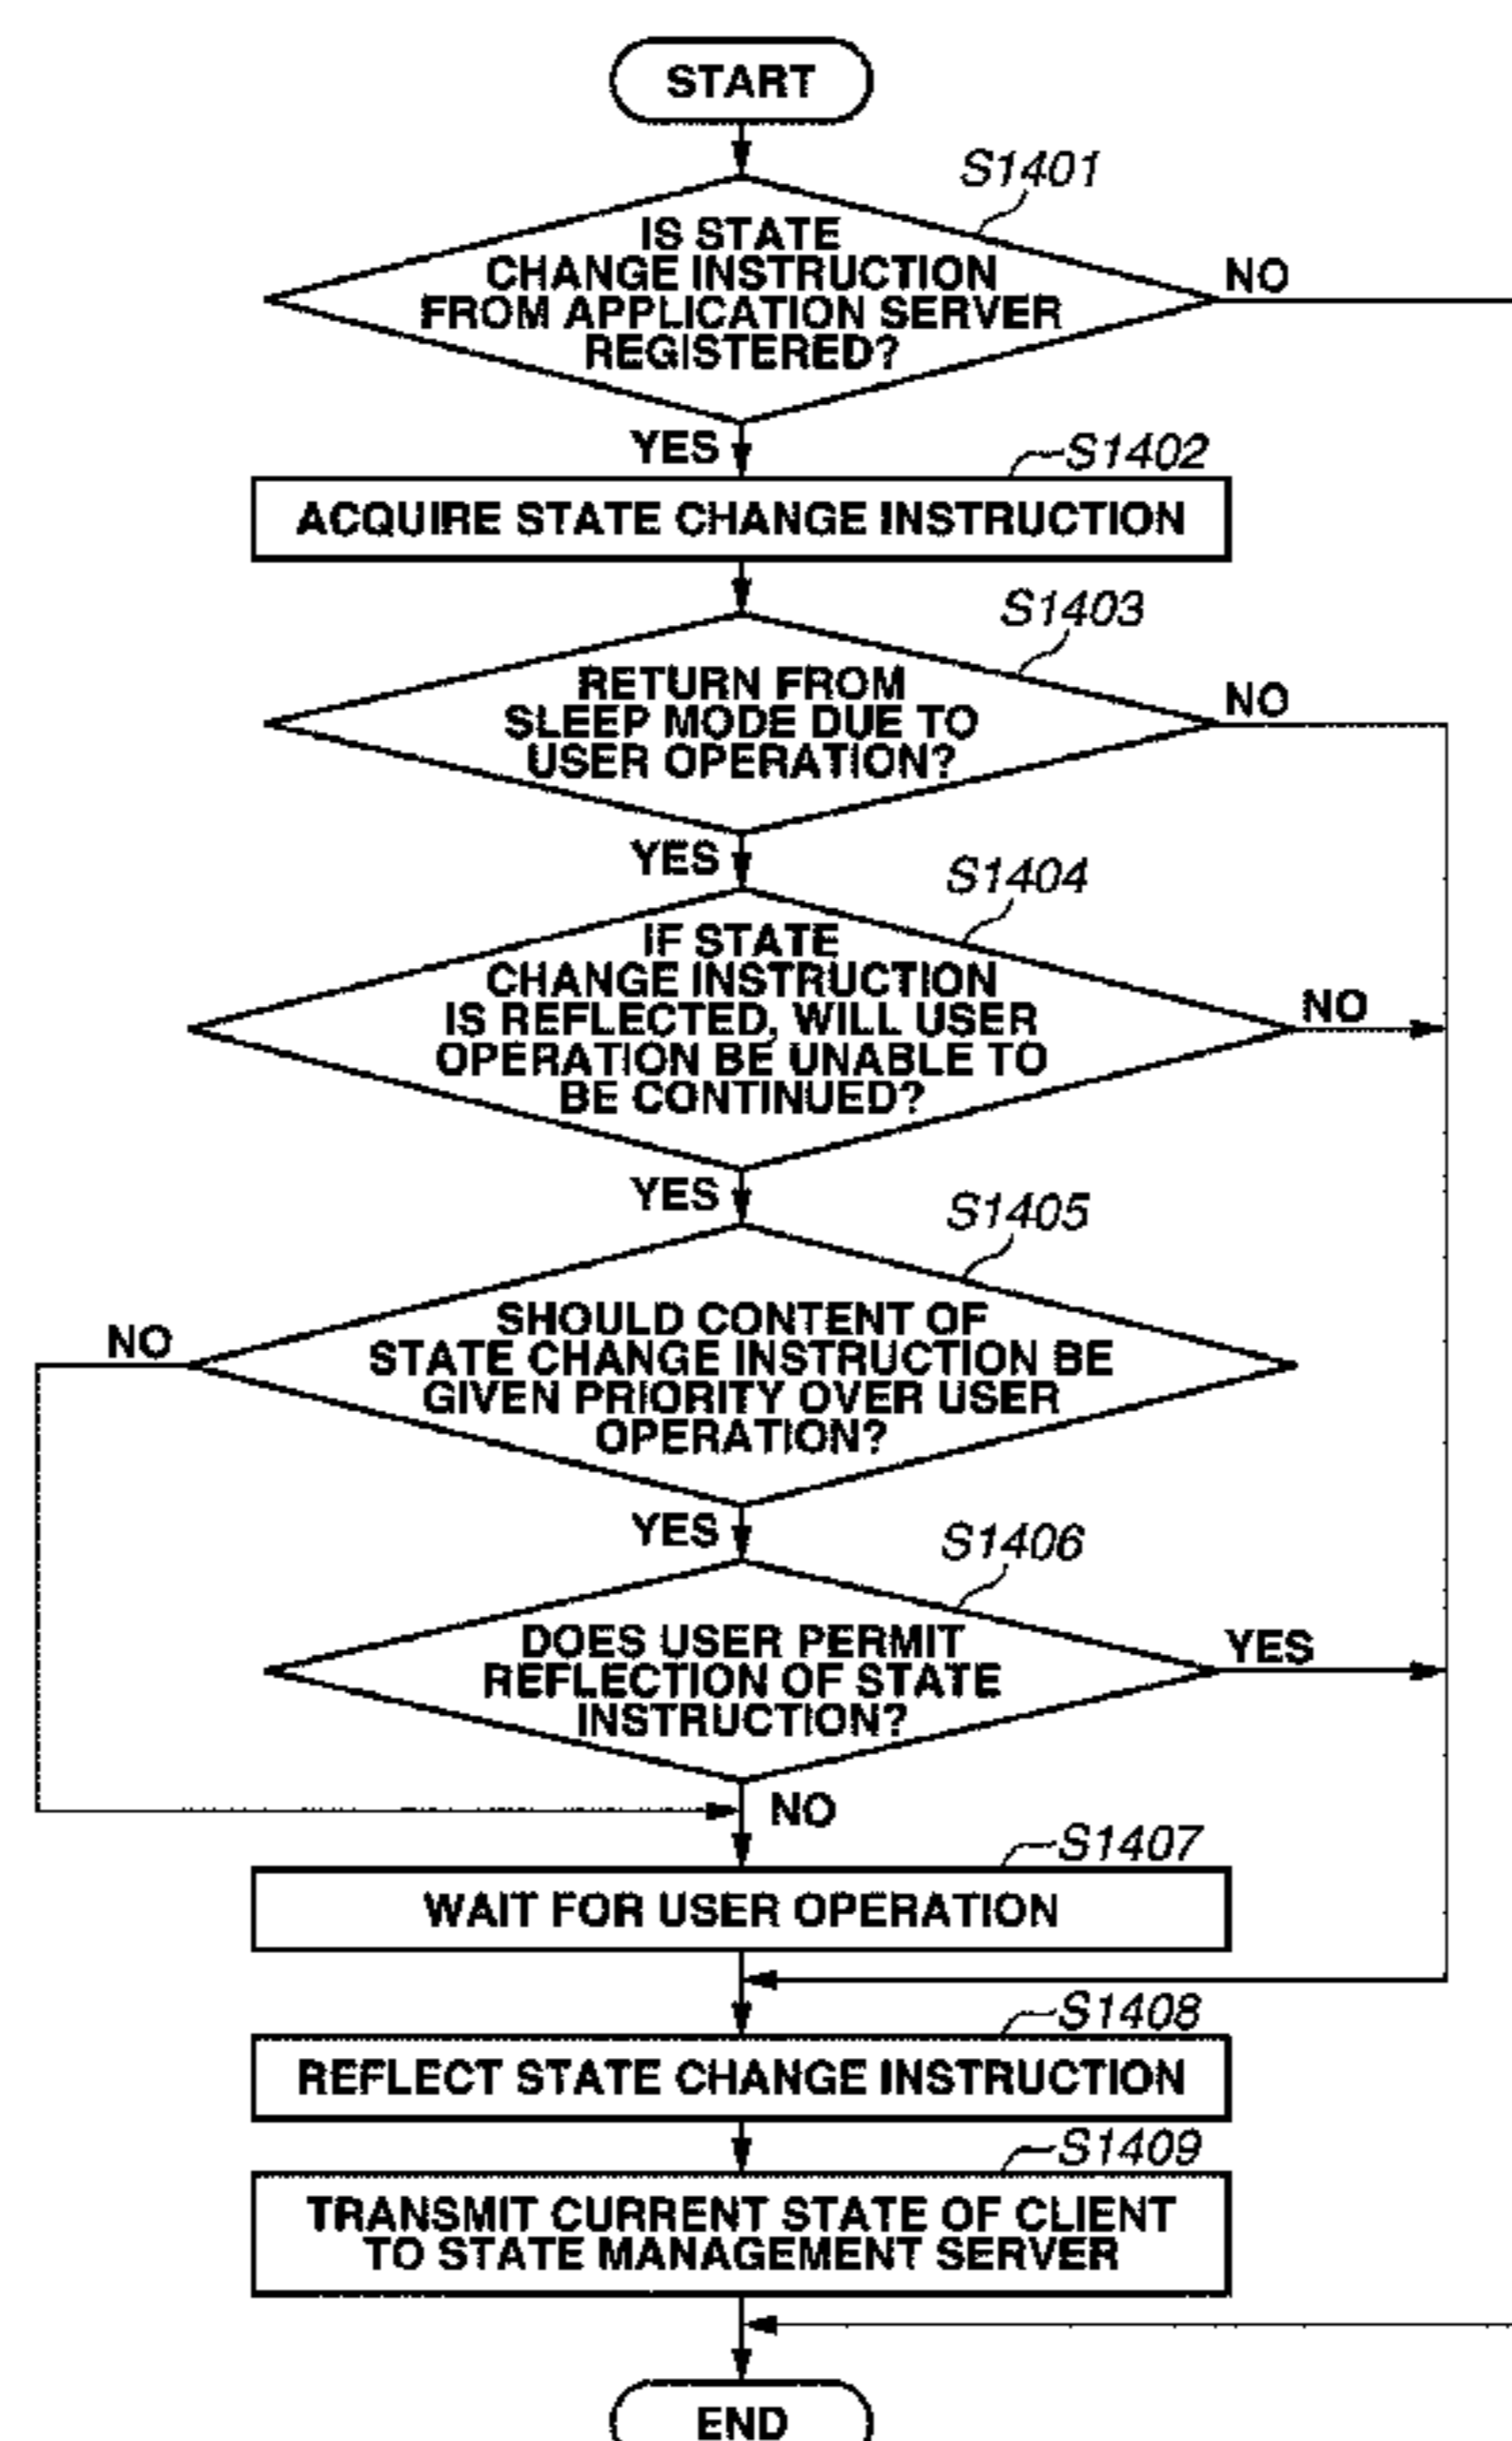 START
S1401
IS STATE
CHANGE INSTRUCTION
FROM APPLICATION SERVER
REGISTERED?
NO
YES
S1402
ACQUIRE STATE CHANGE INSTRUCTION
S1403
RETURN FROM
SLEEP MODE DUE TO
USER OPERATION?
NO
YES
S1404
IF STATE
CHANGE INSTRUCTION
IS REFLECTED, WILL USER
OPERATION BE UNABLE TO
BE CONTINUED?
NO
YES
S1405
SHOULD CONTENT OF
STATE CHANGE INSTRUCTION BE
GIVEN PRIORITY OVER USER
OPERATION?
NO
YES
S1406
DOES USER PERMIT
REFLECTION OF STATE
INSTRUCTION?
YES
NO
S1407
WAIT FOR USER OPERATION
S1408
REFLECT STATE CHANGE INSTRUCTION
S1409
TRANSMIT CURRENT STATE OF CLIENT
TO STATE MANAGEMENT SERVER
END